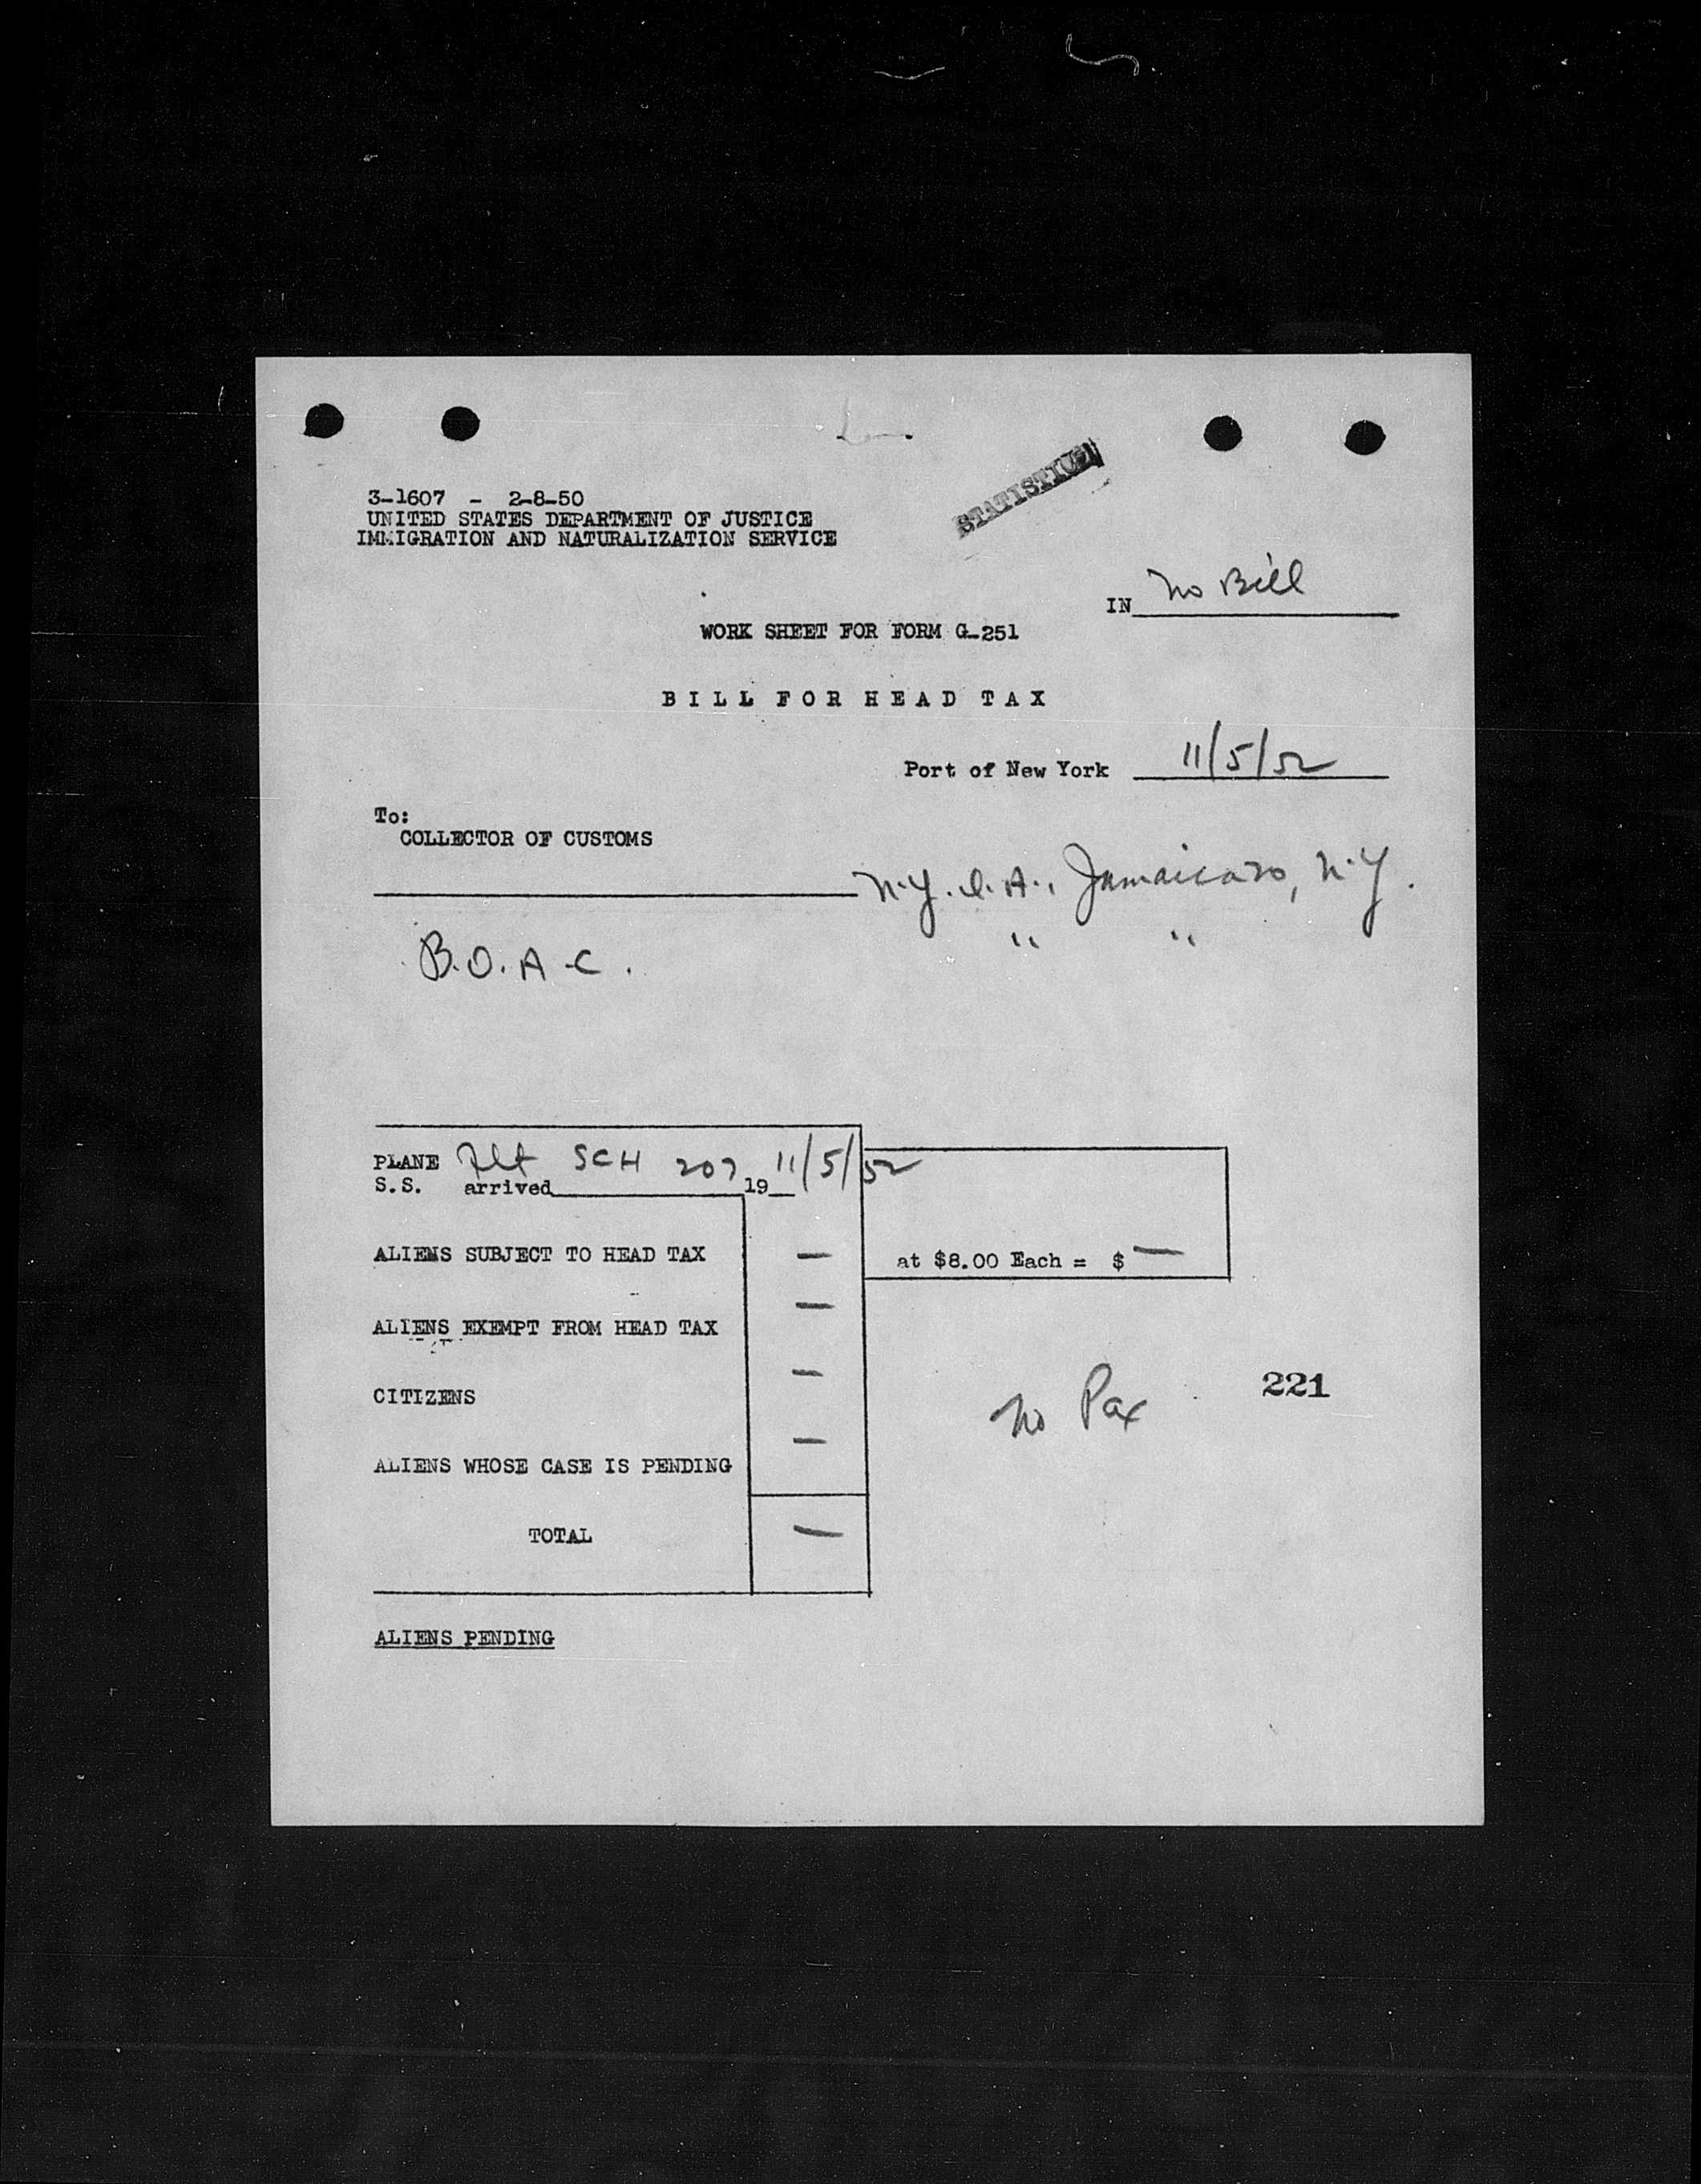 STATISTICS
3-1607 - 2-8-50
UNITED STATES DEPARTMENT OF JUSTICE
IMMIGRATION AND NATURALIZATION SERVICE
IN No Bill
WORK SHEET FOR FORM G-251
BILL FOR HEAD TAX
Port of New York 11/5/52
To:
COLLECTOR OF CUSTOMS
N.Y.I.A., Jamaica, N.Y.
" "
B.O.A.C.
PLANE Flt SCH 207 11/5/52
S.S. arrived 19
ALIENS SUBJECT TO HEAD TAX —
at $8.00 Each = $ —
ALIENS EXEMPT FROM HEAD TAX —
CITIZENS —
No Pax 221
ALIENS WHOSE CASE IS PENDING —
TOTAL —
ALIENS PENDING